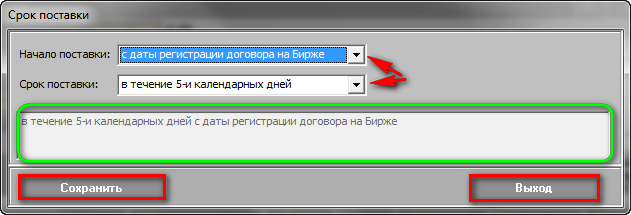 Срок поставки
Начало поставки: с даты регистрации договора на Бирже
Срок поставки: в течение 5-и календарных дней
в течение 5-и календарных дней с даты регистрации договора на Бирже
Сохранить Выход